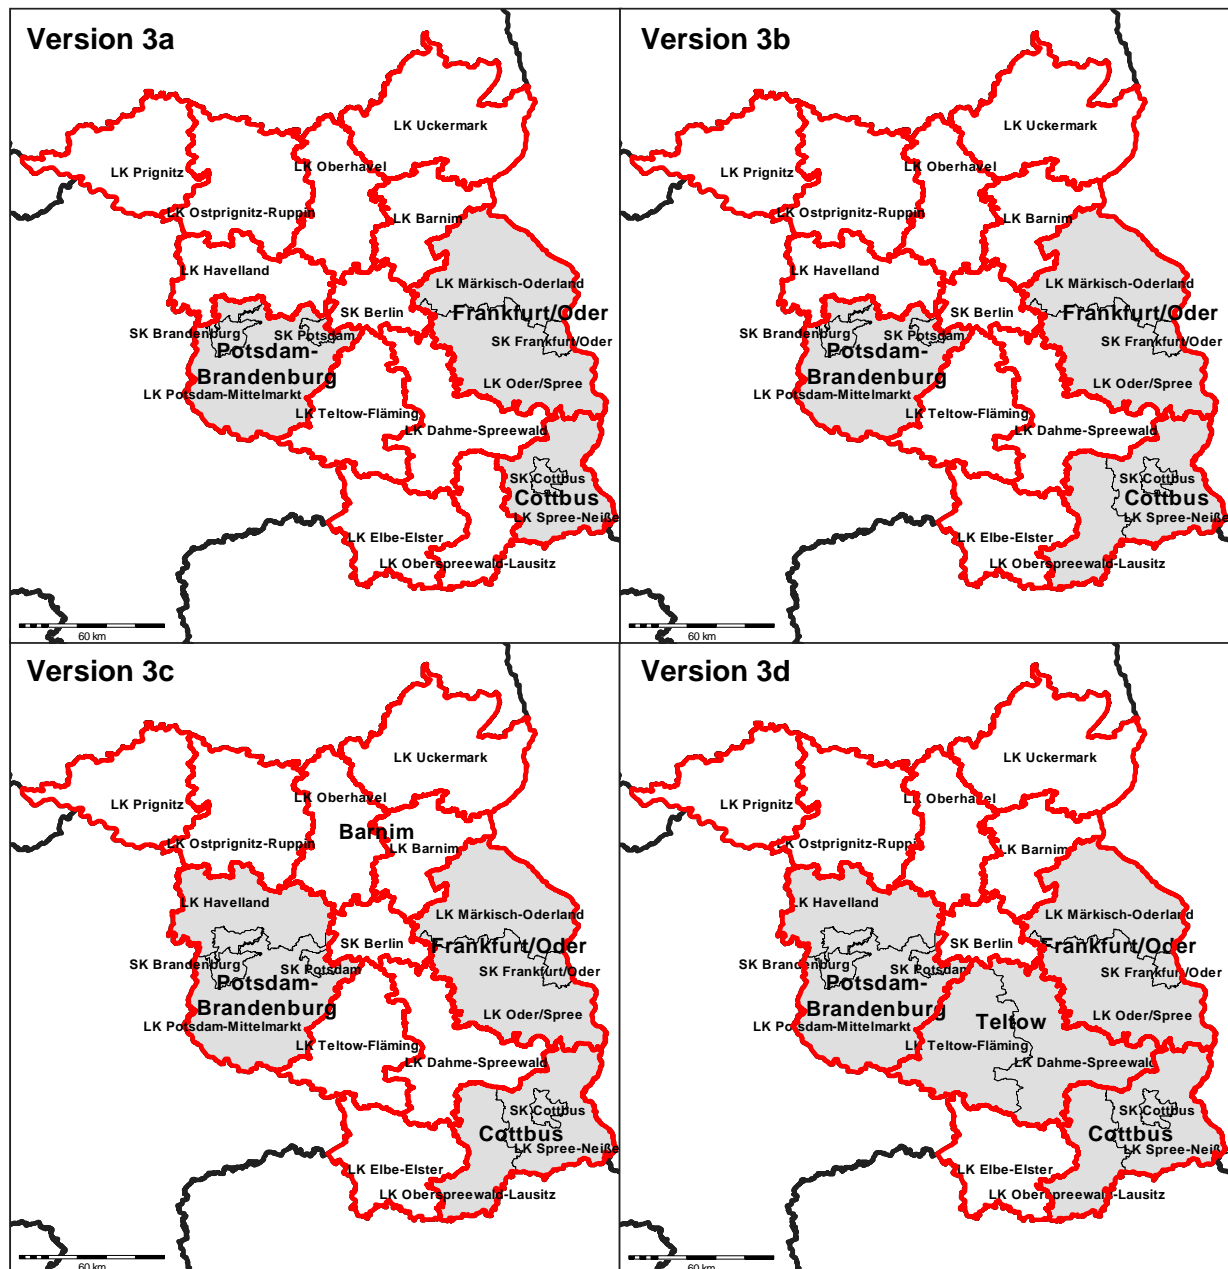 Version 3a
LK Uckermark
LK Prignitz
LK Oberhavel
LK Ostprignitz-Ruppin
LK Barnim
LK Havelland
LK Märkisch-Oderland
SK Berlin
Frankfurt/Oder
SK Brandenburg
SK Potsdam
SK Frankfurt/Oder
Potsdam-
Brandenburg
LK Oder/Spree
LK Potsdam-Mittelmarkt
LK Teltow-Fläming
LK Dahme-Spreewald
SK Cottbus
Cottbus
LK Spree-Neiße
LK Elbe-Elster
LK Oberspreewald-Lausitz
60 km
Version 3b
LK Uckermark
LK Prignitz
LK Oberhavel
LK Ostprignitz-Ruppin
LK Barnim
LK Havelland
LK Märkisch-Oderland
SK Berlin
Frankfurt/Oder
SK Brandenburg
SK Potsdam
SK Frankfurt/Oder
Potsdam-
Brandenburg
LK Oder/Spree
LK Potsdam-Mittelmarkt
LK Teltow-Fläming
LK Dahme-Spreewald
SK Cottbus
Cottbus
LK Spree-Neiße
LK Elbe-Elster
LK Oberspreewald-Lausitz
60 km
Version 3c
LK Uckermark
LK Prignitz
LK Oberhavel
Barnim
LK Ostprignitz-Ruppin
LK Barnim
LK Havelland
LK Märkisch-Oderland
SK Berlin
Frankfurt/Oder
SK Brandenburg
SK Potsdam
SK Frankfurt/Oder
Potsdam-
Brandenburg
LK Oder/Spree
LK Potsdam-Mittelmarkt
LK Teltow-Fläming
LK Dahme-Spreewald
SK Cottbus
Cottbus
LK Spree-Neiße
LK Elbe-Elster
LK Oberspreewald-Lausitz
60 km
Version 3d
LK Uckermark
LK Prignitz
LK Oberhavel
LK Ostprignitz-Ruppin
LK Barnim
LK Havelland
LK Märkisch-Oderland
SK Berlin
Frankfurt/Oder
SK Brandenburg
SK Potsdam
SK Frankfurt/Oder
Potsdam-
Brandenburg
LK Oder/Spree
Teltow
LK Potsdam-Mittelmarkt
LK Teltow-Fläming
LK Dahme-Spreewald
SK Cottbus
Cottbus
LK Spree-Neiße
LK Elbe-Elster
LK Oberspreewald-Lausitz
60 km